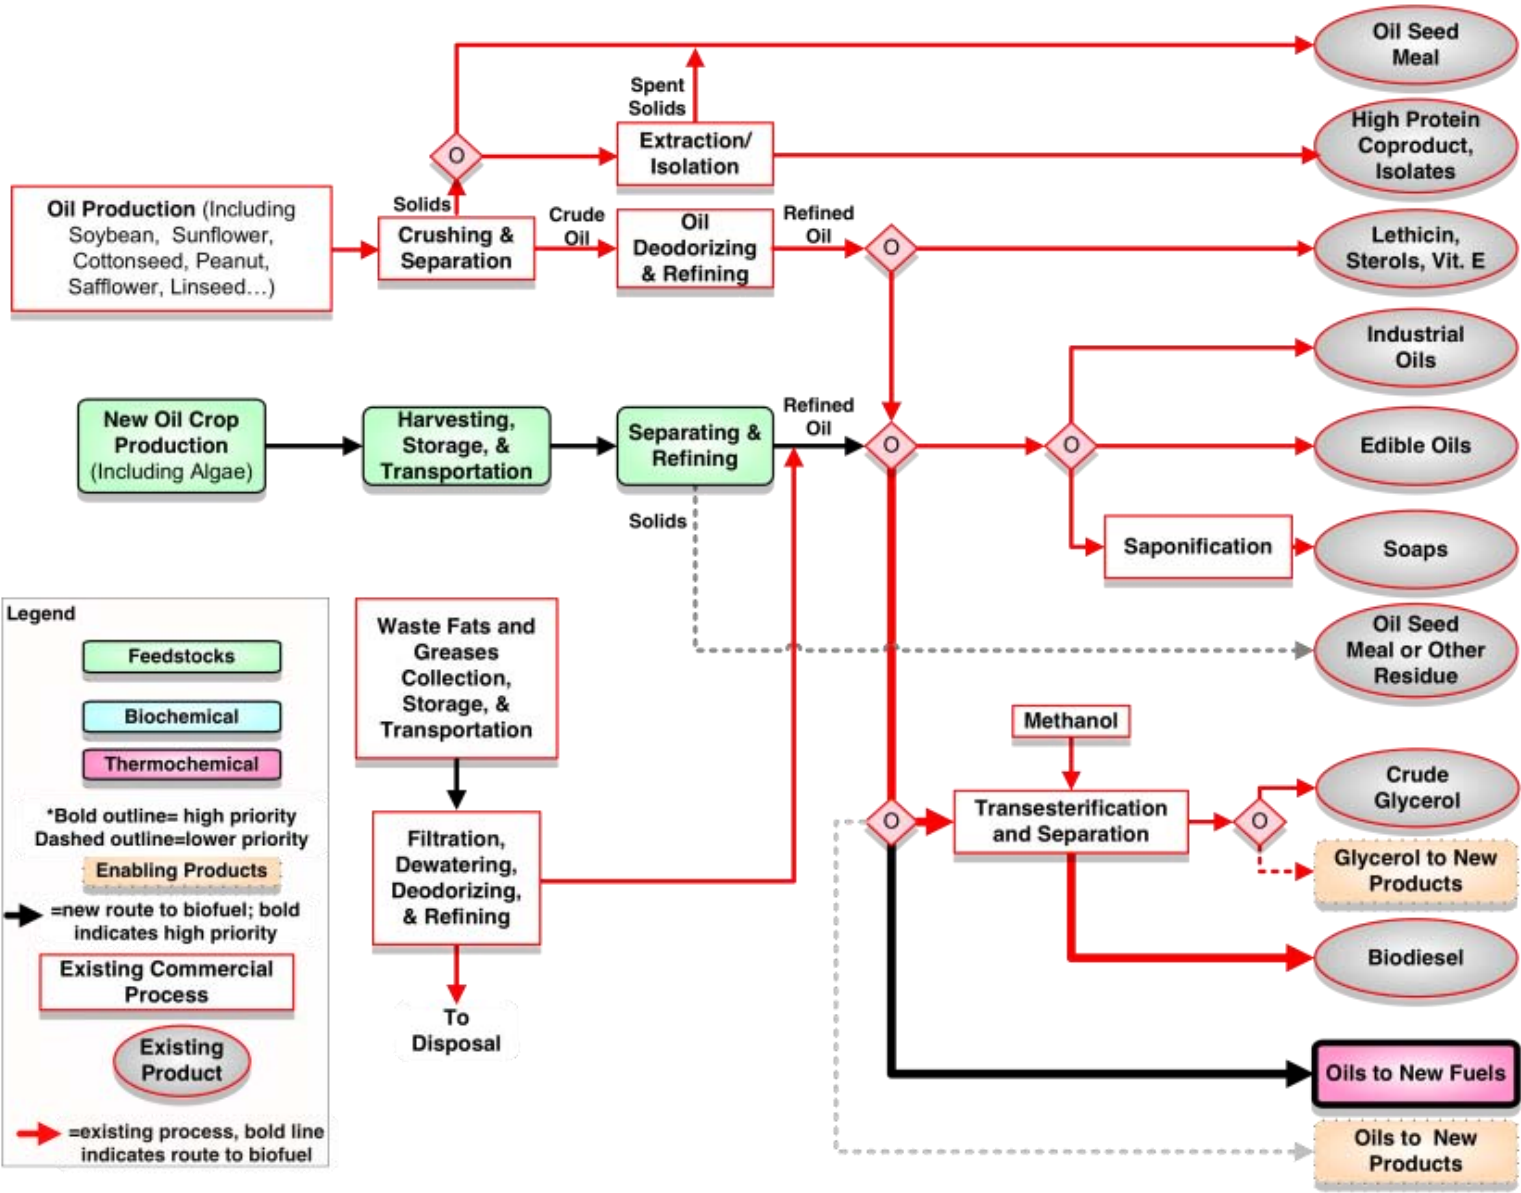 Oil Seed
Meal
Spent
Solids
High Protein
Coproduct,
Isolates
O
Extraction/
Isolation
Solids
Oil Production (Including
Soybean, Sunflower,
Cottonseed, Peanut,
Safflower, Linseed...)
Crushing &
Separation
Crude
Oil
Oil
Deodorizing
& Refining
Refined
Oil
O
Lethicin,
Sterols, Vit. E
Industrial
Oils
New Oil Crop
Production
(Including Algae)
Harvesting,
Storage, &
Transportation
Separating &
Refining
Refined
Oil
O
O
Edible Oils
Solids
Saponification
Soaps
Oil Seed
Meal or Other
Residue
Waste Fats and
Greases
Collection,
Storage, &
Transportation
Methanol
Filtration,
Dewatering,
Deodorizing,
& Refining
O
Transesterification
and Separation
O
Crude
Glycerol
Glycerol to New
Products
Biodiesel
To
Disposal
Oils to New Fuels
Oils to New
Products
Legend
Feedstocks
Biochemical
Thermochemical
*Bold outline= high priority
Dashed outline=lower priority
Enabling Products
=new route to biofuel; bold
indicates high priority
Existing Commercial
Process
Existing
Product
=existing process, bold line
indicates route to biofuel